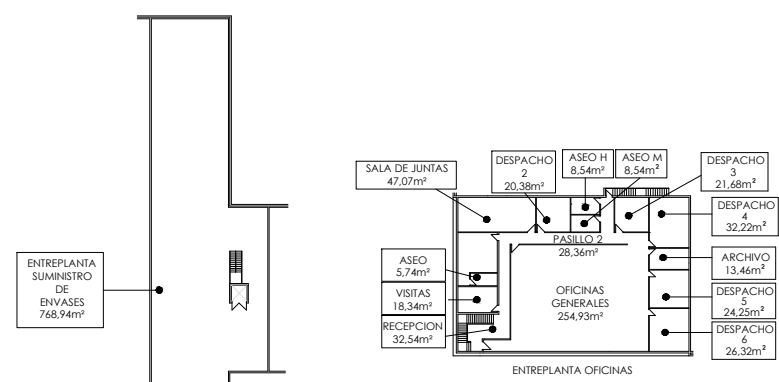 ENTREPLANTA
SUMINISTRO
DE
ENVASES
768,94m²
SALA DE JUNTAS
47,07m²
DESPACHO
2
20,38m²
ASEO H
8,54m²
ASEO M
8,54m²
DESPACHO
3
21,68m²
DESPACHO
4
32,22m²
PASILLO 2
28,36m²
ASEO
5,74m²
VISITAS
18,34m²
RECEPCION
32,54m²
OFICINAS
GENERALES
254,93m²
ARCHIVO
13,46m²
DESPACHO
5
24,25m²
DESPACHO
6
26,32m²
ENTREPLANTA OFICINAS